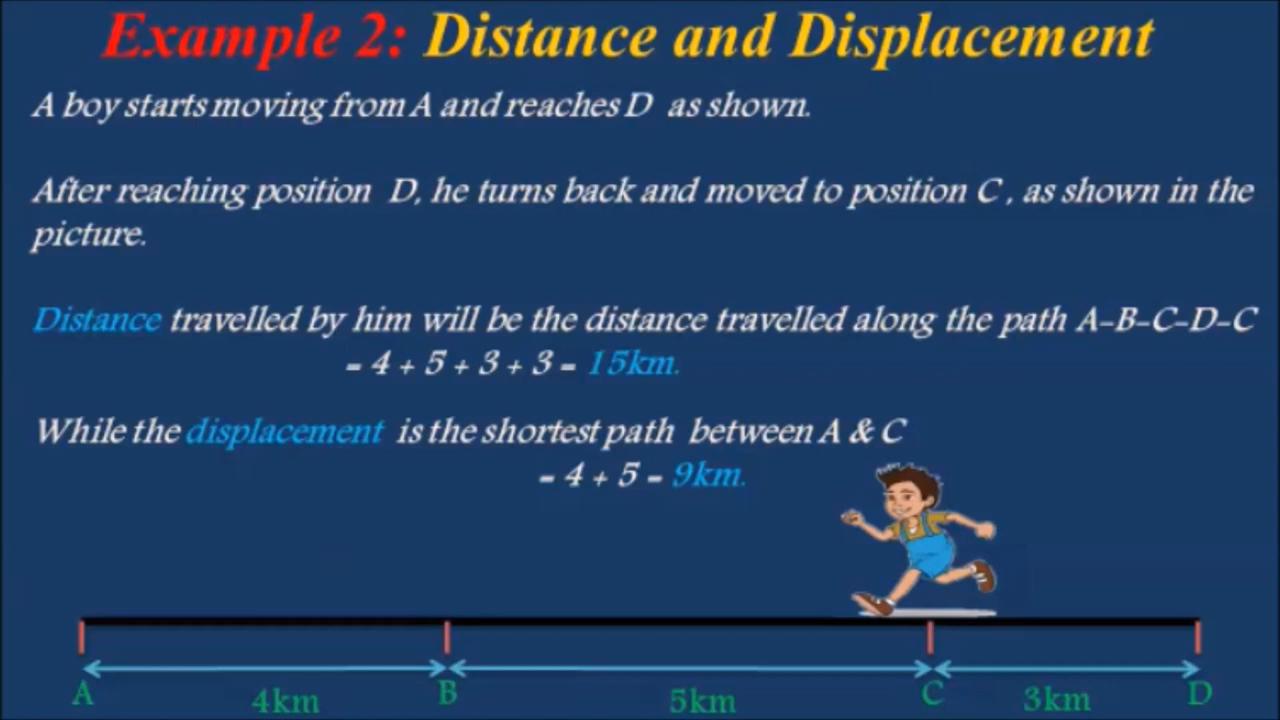 Example 2: Distance and Displacement
A boy starts moving from A and reaches D as shown.
After reaching position D, he turns back and moved to position C , as shown in the
picture.
Distance travelled by him will be the distance travelled along the path A-B-C-D-C
= 4 + 5 + 3 + 3 = 15km.
While the displacement is the shortest path between A & C
= 4 + 5 = 9km.
A 4km B 5km C 3km D